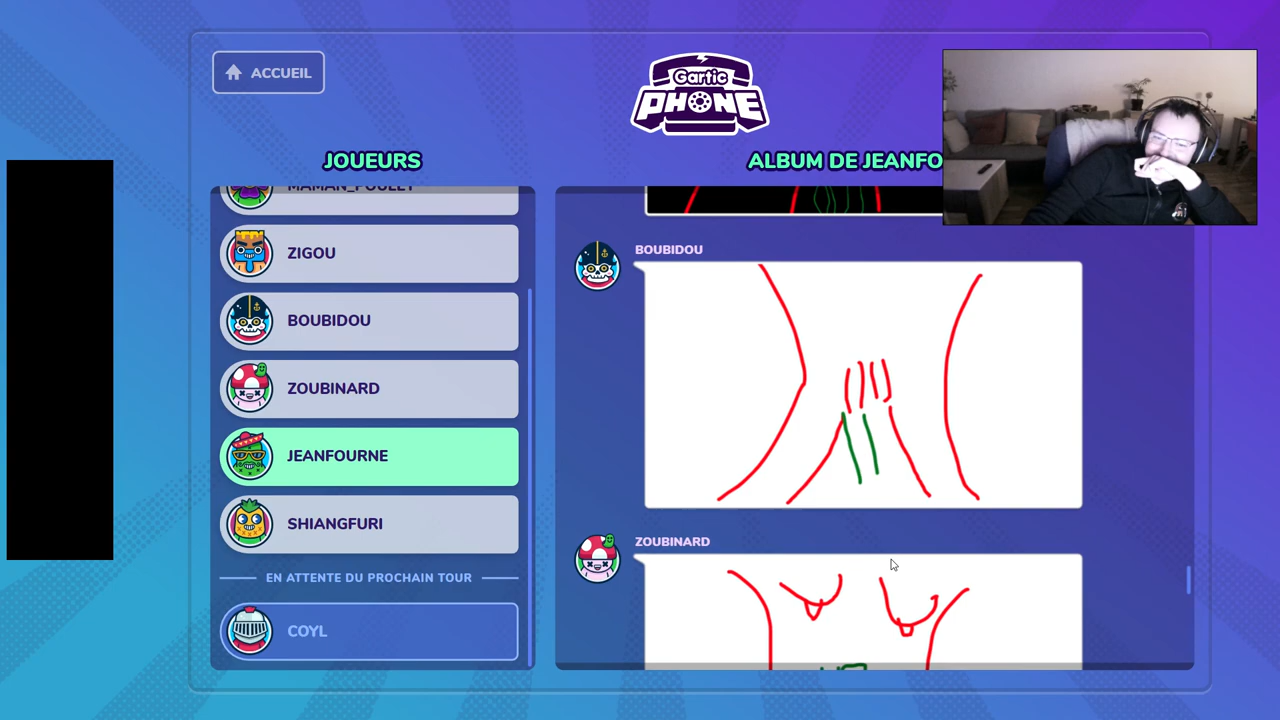 ACCUEIL
Gartic
PHONE
JOUEURS
ALBUM DE JEANFO
MAMAN_POULET
ZIGOU
BOUBIDOU
ZOUBINARD
JEANFOURNE
SHIANGFURI
EN ATTENTE DU PROCHAIN TOUR
COYL
BOUBIDOU
ZOUBINARD